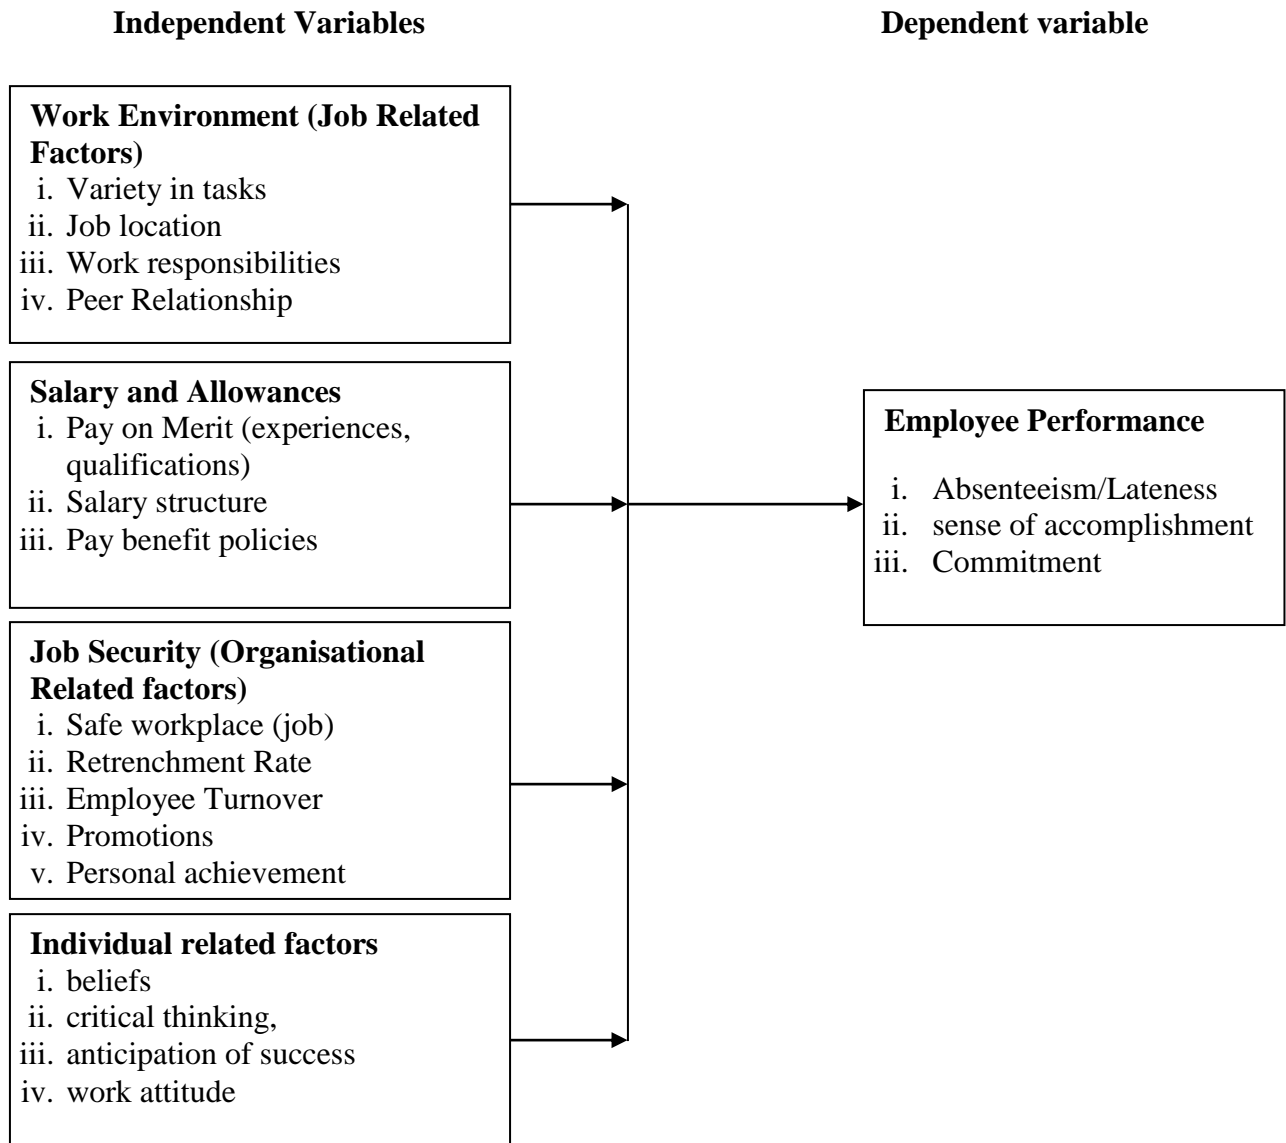 Independent Variables
Dependent variable
Work Environment (Job Related
Factors)
i. Variety in tasks
ii. Job location
iii. Work responsibilities
iv. Peer Relationship
Salary and Allowances
i. Pay on Merit (experiences,
qualifications)
ii. Salary structure
iii. Pay benefit policies
Job Security (Organisational
Related factors)
i. Safe workplace (job)
ii. Retrenchment Rate
iii. Employee Turnover
iv. Promotions
v. Personal achievement
Individual related factors
i. beliefs
ii. critical thinking,
iii. anticipation of success
iv. work attitude
Employee Performance
i. Absenteeism/Lateness
ii. sense of accomplishment
iii. Commitment